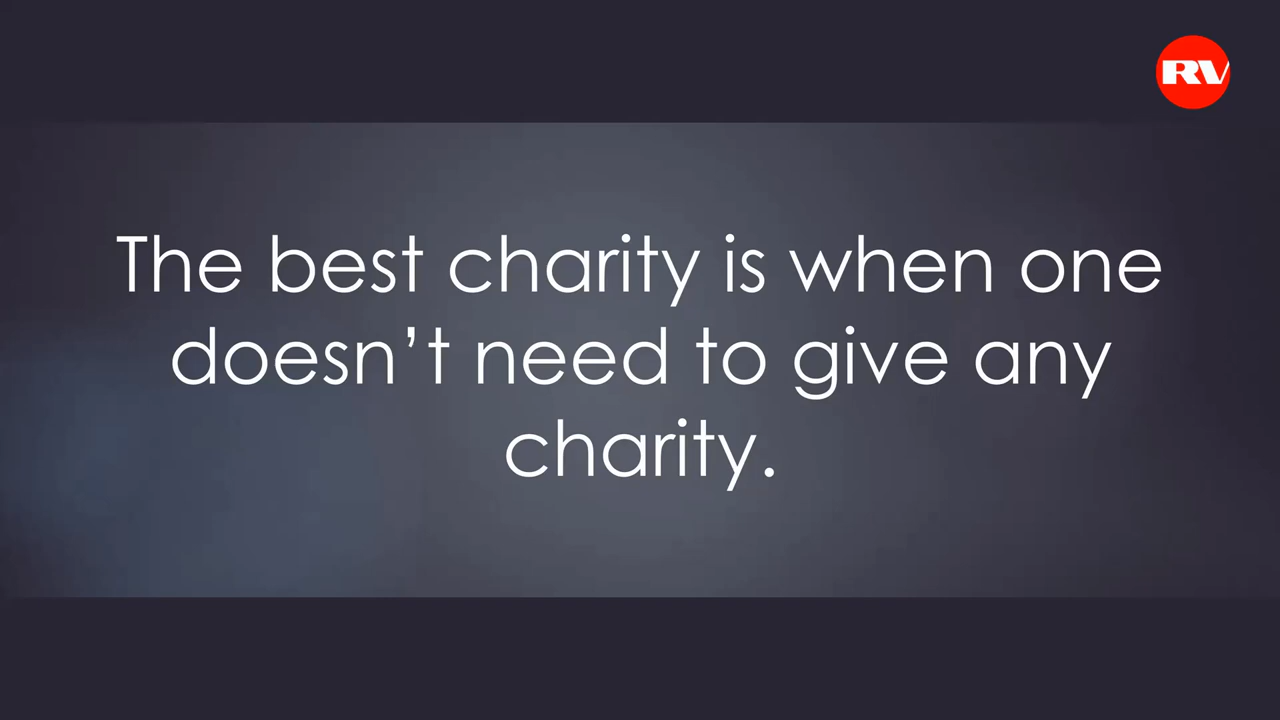 RV
The best charity is when one
doesn’t need to give any
charity.